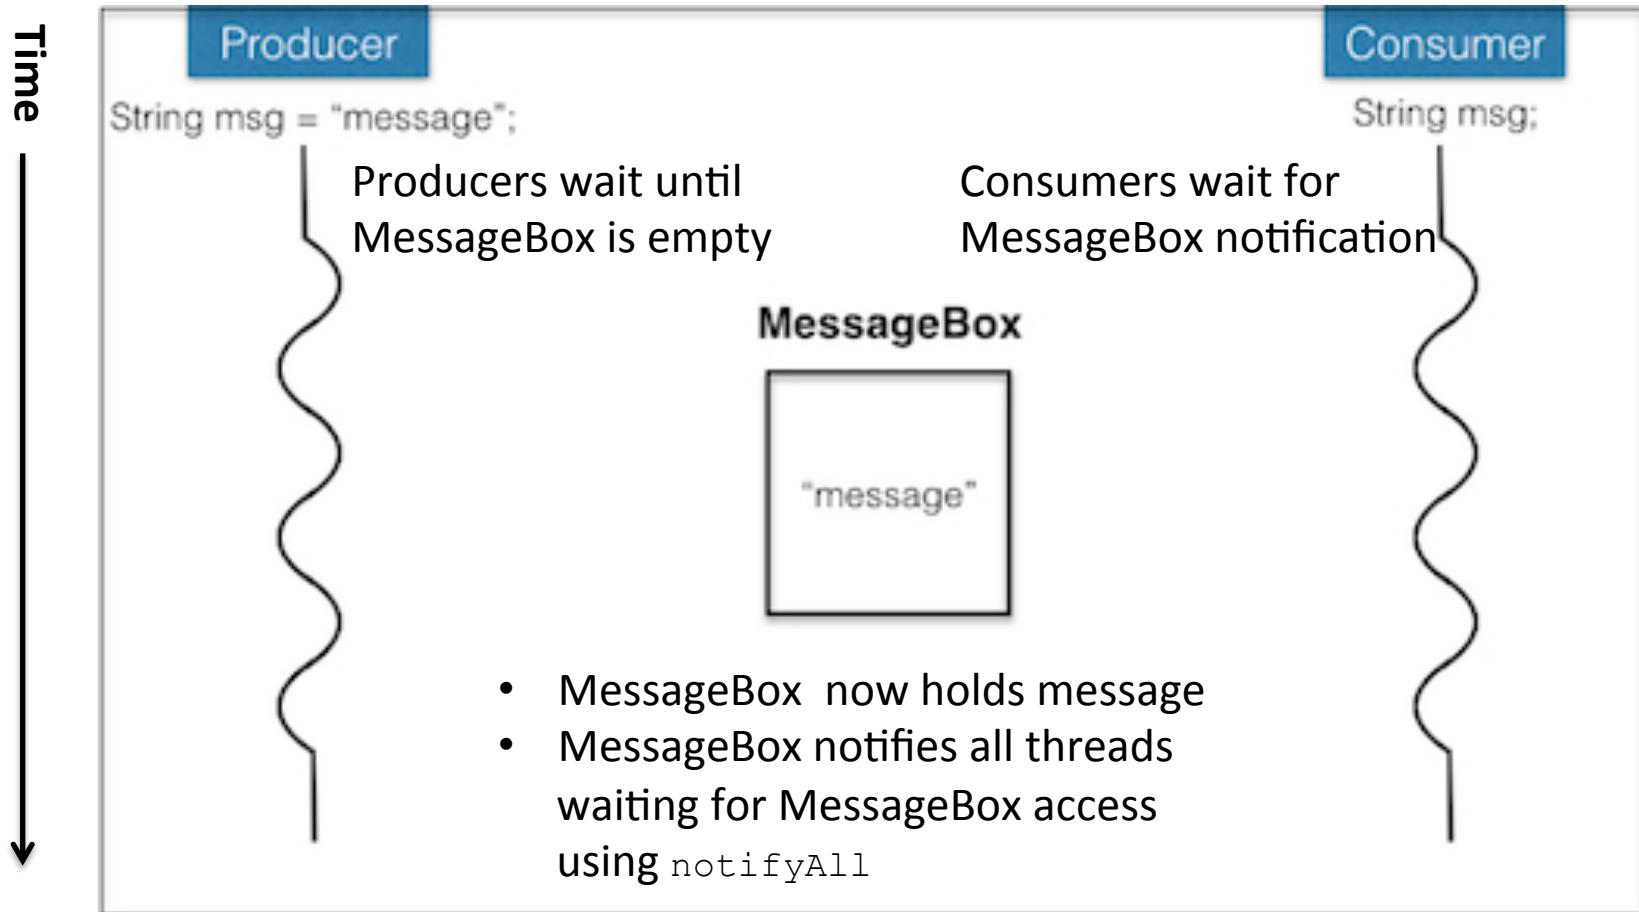 Time
Producer
Consumer
String msg = “message”;
String msg;
Producers wait until
MessageBox is empty
Consumers wait for
MessageBox notification
MessageBox
“message”
• MessageBox now holds message
• MessageBox notifies all threads
waiting for MessageBox access
using notifyAll